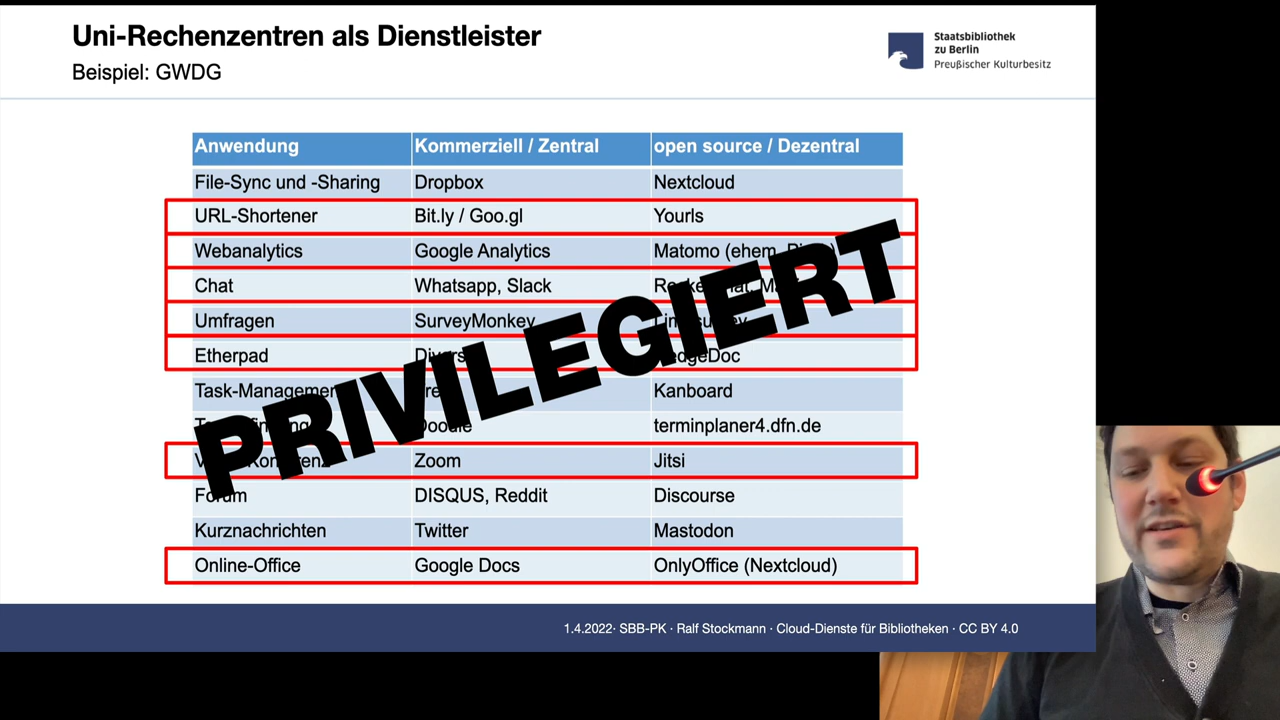 Uni-Rechenzentren als Dienstleister
Beispiel: GWDG
Staatsbibliothek
zu Berlin
Preußischer Kulturbesitz
Anwendung Kommerziell / Zentral open source / Dezentral
File-Sync und -Sharing Dropbox Nextcloud
URL-Shortener Bit.ly / Goo.gl Yourls
Webanalytics Google Analytics Matomo (ehem.
Chat Whatsapp, Slack
Umfragen SurveyMonkey
Etherpad
Task-Management Kanboard
Doodle terminplaner4.dfn.de
Zoom Jitsi
Forum DISQUS, Reddit Discourse
Kurznachrichten Twitter Mastodon
Online-Office Google Docs OnlyOffice (Nextcloud)
PRIVILEGIERT
1.4.2022· SBB-PK · Ralf Stockmann · Cloud-Dienste für Bibliotheken · CC BY 4.0